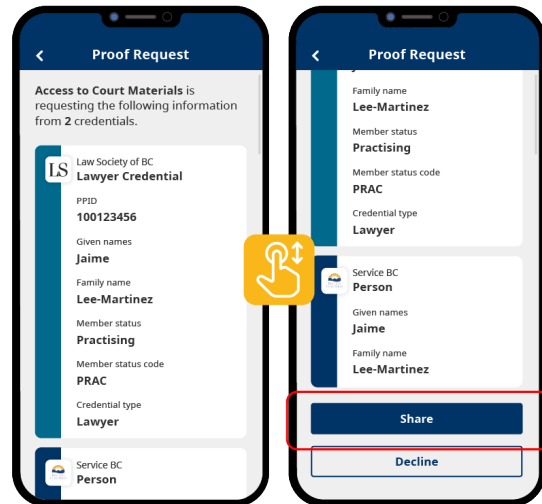 Proof Request
Access to Court Materials is
requesting the following information
from 2 credentials.
LS
Law Society of BC
Lawyer Credential
PPID
100123456
Given names
Jaime
Family name
Lee-Martinez
Member status
Practising
Member status code
PRAC
Credential type
Lawyer
Service BC
Person
Proof Request
Family name
Lee-Martinez
Member status
Practising
Member status code
PRAC
Credential type
Lawyer
Service BC
Person
Given names
Jaime
Family name
Lee-Martinez
Share
Decline